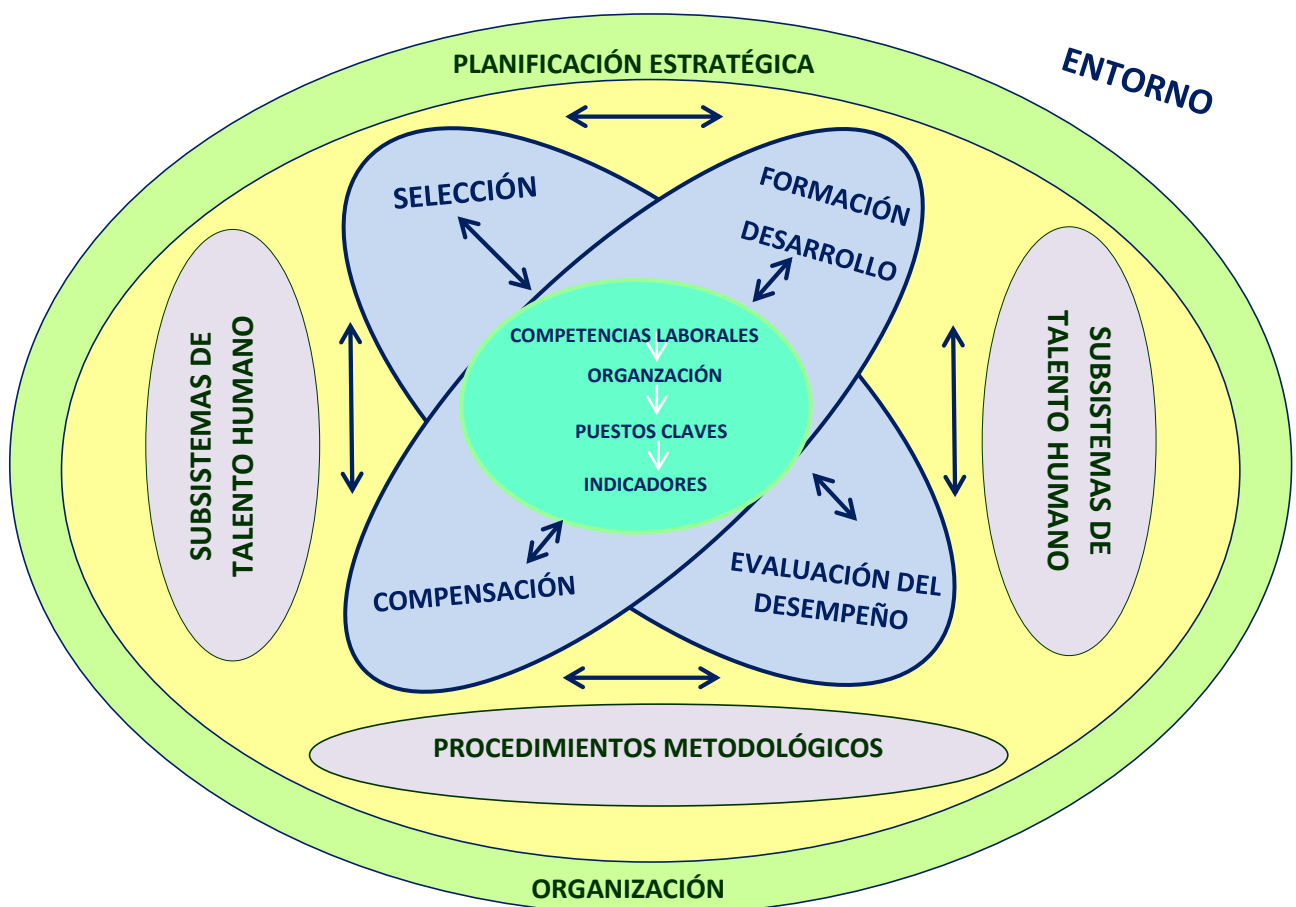 PLANIFICACIÓN ESTRATÉGICA
ENTORNO
SELECCIÓN
FORMACIÓN
DESARROLLO
SUBSISTEMAS DE
TALENTO HUMANO
COMPETENCIAS LABORALES
ORGANZACIÓN
PUESTOS CLAVES
INDICADORES
SUBSISTEMAS DE
TALENTO HUMANO
COMPENSACIÓN
EVALUACIÓN DEL
DESEMPEÑO
PROCEDIMIENTOS METODOLÓGICOS
ORGANIZACIÓN